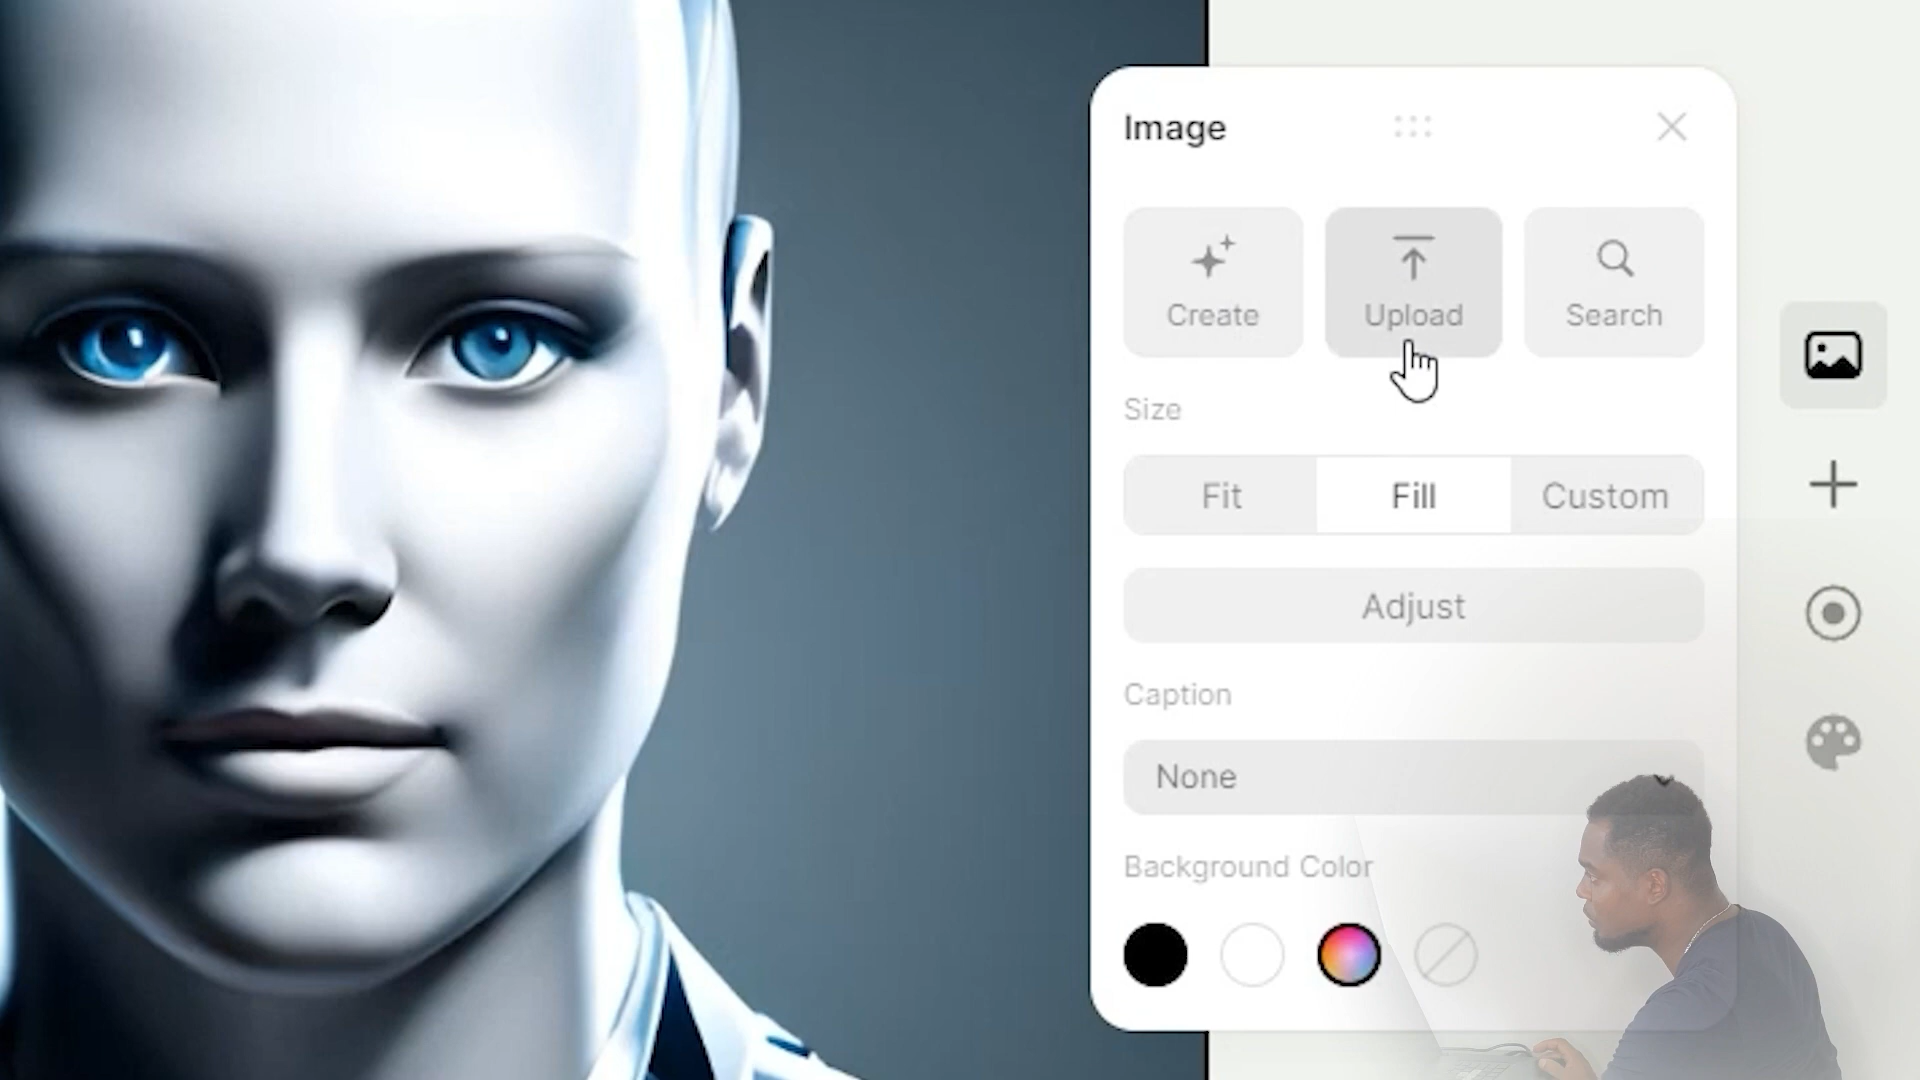 Image
Create Upload Search
Size
Fit Fill Custom
Adjust
Caption
None
Background Color